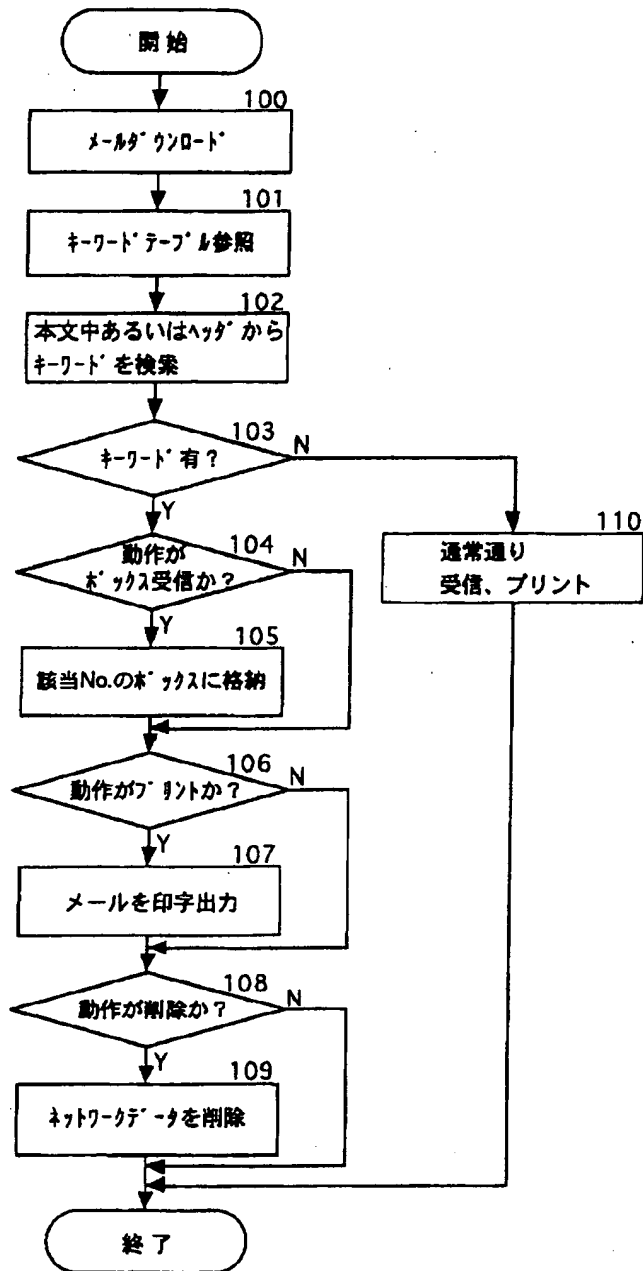 開始
100
ﾒｰﾙﾀﾞｳﾝﾛｰﾄﾞ
101
ｷｰﾜｰﾄﾞﾃｰﾌﾞﾙ参照
102
本文中あるいはﾍｯﾀﾞから
ｷｰﾜｰﾄﾞを検索
103
ｷｰﾜｰﾄﾞ有？
N
Y
104
動作が
ﾎﾞｯｸｽ受信か？
N
Y
110
通常通り
受信、プリント
105
該当No.のﾎﾞｯｸｽに格納
106
動作がﾌﾟﾘﾝﾄか？
N
Y
107
メールを印字出力
108
動作が削除か？
N
Y
109
ﾈｯﾄﾜｰｸﾃﾞｰﾀを削除
終了